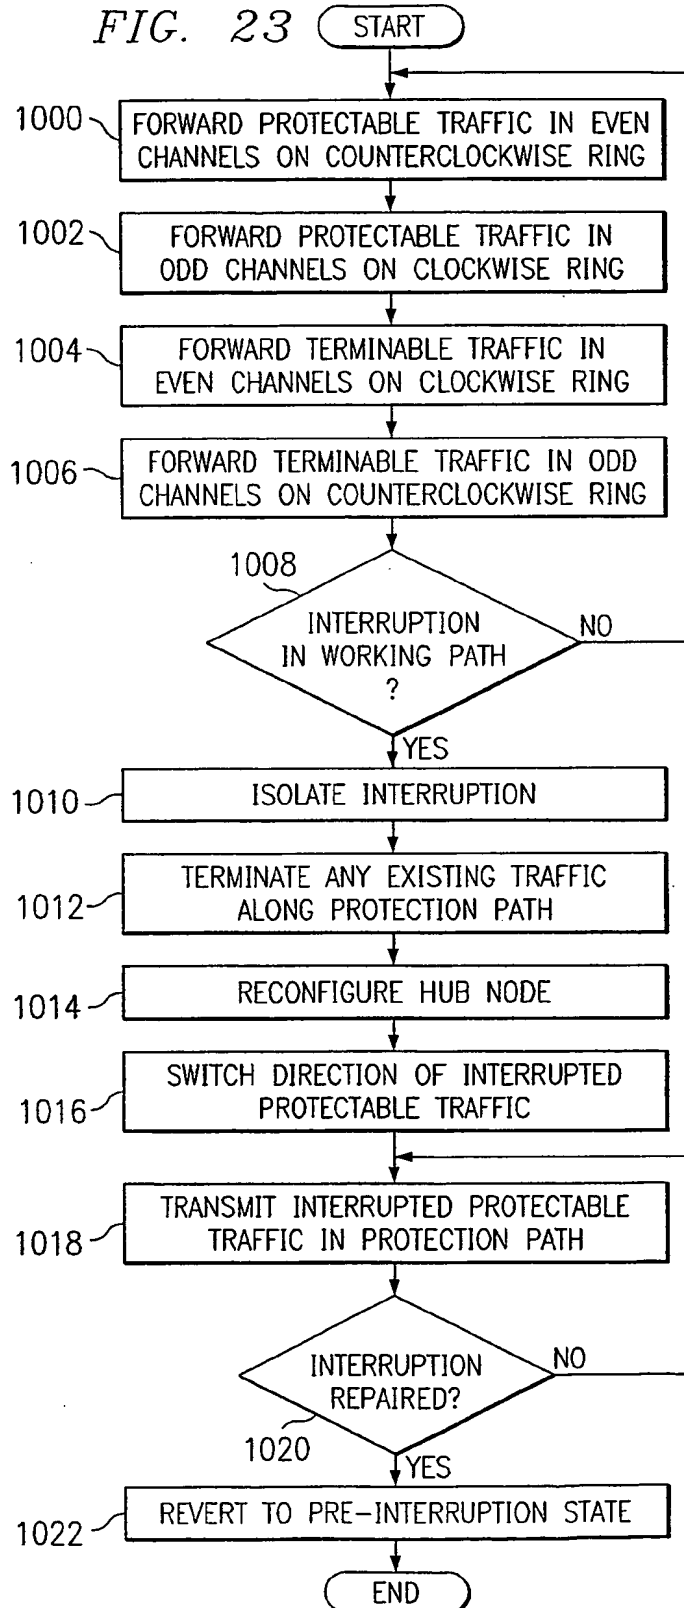 FIG. 23
START
1000
FORWARD PROTECTABLE TRAFFIC IN EVEN
CHANNELS ON COUNTERCLOCKWISE RING
1002
FORWARD PROTECTABLE TRAFFIC IN
ODD CHANNELS ON CLOCKWISE RING
1004
FORWARD TERMINABLE TRAFFIC IN
EVEN CHANNELS ON CLOCKWISE RING
1006
FORWARD TERMINABLE TRAFFIC IN ODD
CHANNELS ON COUNTERCLOCKWISE RING
1008
INTERRUPTION
IN WORKING PATH
?
NO
YES
1010
ISOLATE INTERRUPTION
1012
TERMINATE ANY EXISTING TRAFFIC
ALONG PROTECTION PATH
1014
RECONFIGURE HUB NODE
1016
SWITCH DIRECTION OF INTERRUPTED
PROTECTABLE TRAFFIC
1018
TRANSMIT INTERRUPTED PROTECTABLE
TRAFFIC IN PROTECTION PATH
INTERRUPTION
REPAIRED?
NO
1020
YES
1022
REVERT TO PRE-INTERRUPTION STATE
END